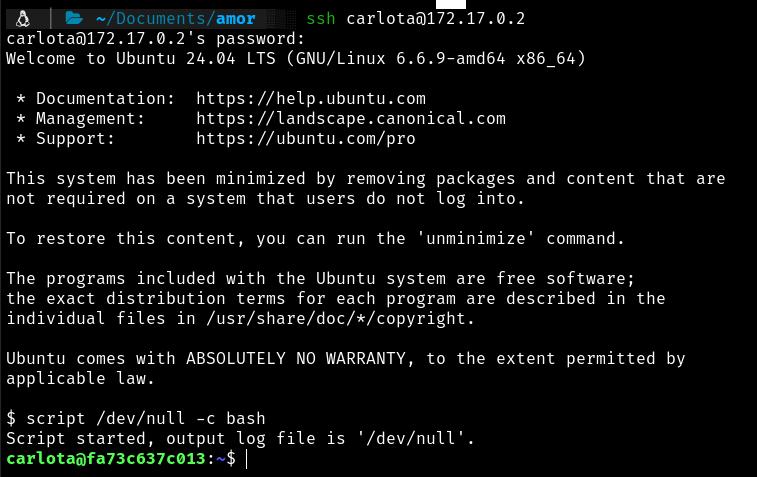 ~/Documents/amor ssh carlota@172.17.0.2
carlota@172.17.0.2's password:
Welcome to Ubuntu 24.04 LTS (GNU/Linux 6.6.9-amd64 x86_64)
* Documentation: https://help.ubuntu.com
* Management: https://landscape.canonical.com
* Support: https://ubuntu.com/pro
This system has been minimized by removing packages and content that are
not required on a system that users do not log into.
To restore this content, you can run the 'unminimize' command.
The programs included with the Ubuntu system are free software;
the exact distribution terms for each program are described in the
individual files in /usr/share/doc/*/copyright.
Ubuntu comes with ABSOLUTELY NO WARRANTY, to the extent permitted by
applicable law.
$ script /dev/null -c bash
Script started, output log file is '/dev/null'.
carlota@fa73c637c013:~$